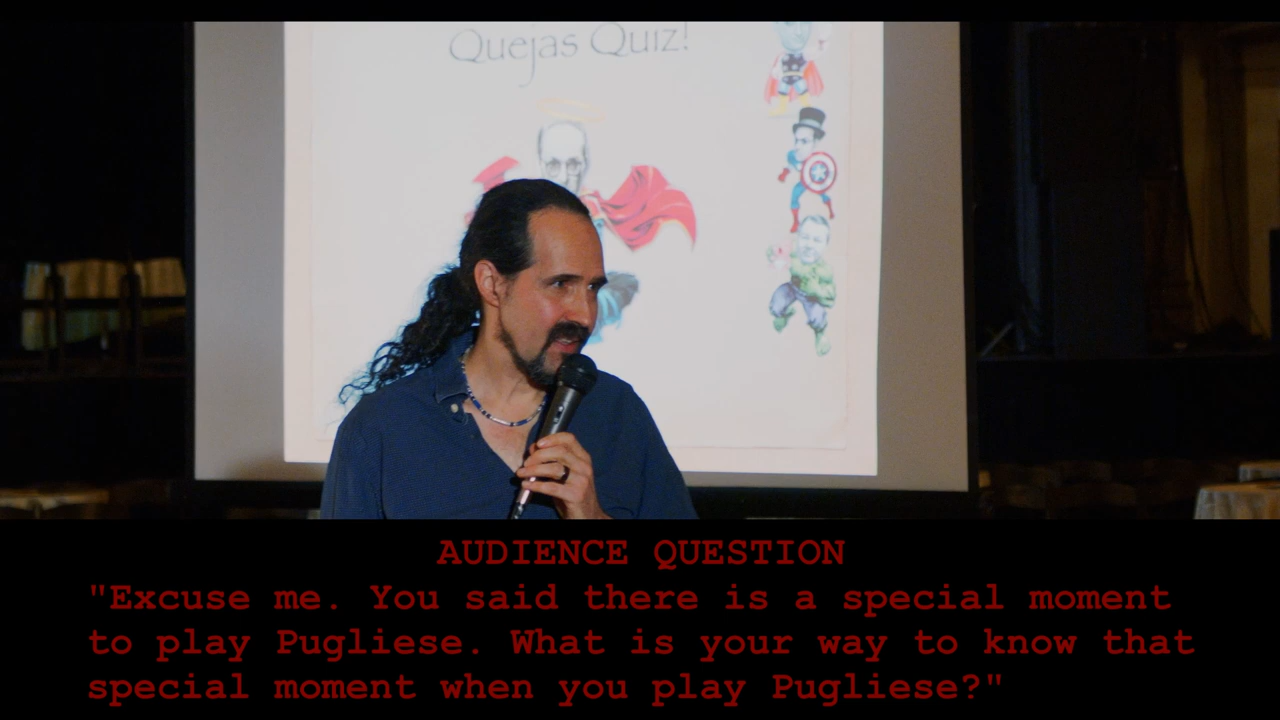 Quejas Quiz!
AUDIENCE QUESTION
"Excuse me. You said there is a special moment
to play Pugliese. What is your way to know that
special moment when you play Pugliese?"